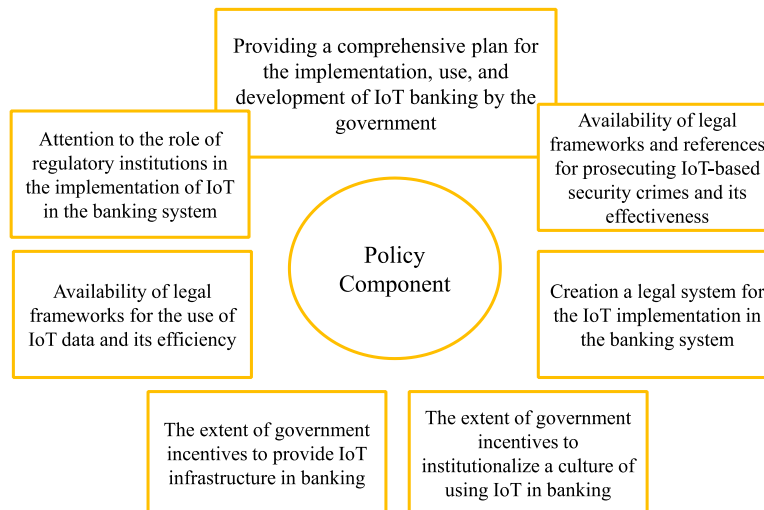 Providing a comprehensive plan for
the implementation, use, and
development of IoT banking by the
government
Attention to the role of
regulatory institutions in
the implementation of IoT
in the banking system
Availability of legal
frameworks and references
for prosecuting IoT-based
security crimes and its
effectiveness
Policy
Component
Availability of legal
frameworks for the use of
IoT data and its efficiency
Creation a legal system for
the IoT implementation in
the banking system
The extent of government
incentives to provide IoT
infrastructure in banking
The extent of government
incentives to
institutionalize a culture of
using IoT in banking